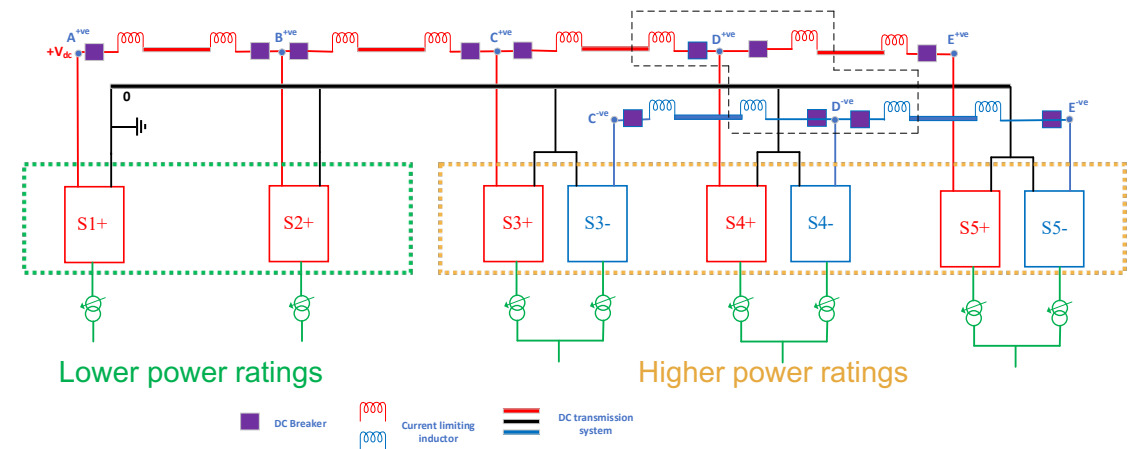 A+ve
B+ve
C+ve
D+ve
E+ve
+Vdc
0
C-ve
D-ve
E-ve
S1+
S2+
S3+
S3-
S4+
S4-
S5+
S5-
Lower power ratings
Higher power ratings
DC Breaker
Current limiting
inductor
DC transmission
system